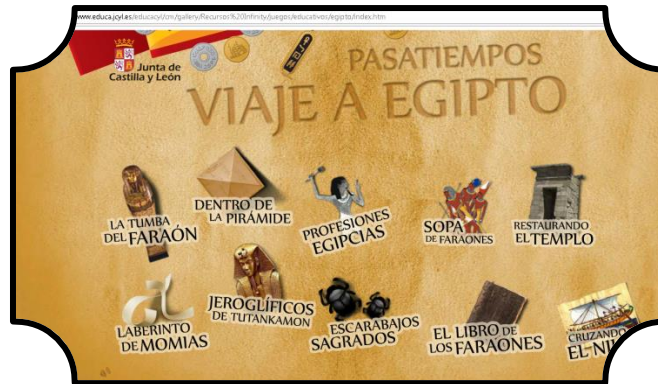 www.educa.jcyl.es/educacyl/cm/gallery/Recursos%20Infinity/juegos/educativos/egipto/index.htm
Junta de
Castilla y León
PASATIEMPOS
VIAJE A EGIPTO
LA TUMBA
DEL FARAÓN
DENTRO DE
LA PIRÁMIDE
PROFESIONES
EGIPCIAS
SOPA
DE FARAONES
RESTAURANDO
EL TEMPLO
LABERINTO
DE MOMIAS
JEROGLÍFICOS
DE TUTANKAMON
ESCARABAJOS
SAGRADOS
EL LIBRO DE
LOS FARAONES
CRUZANDO